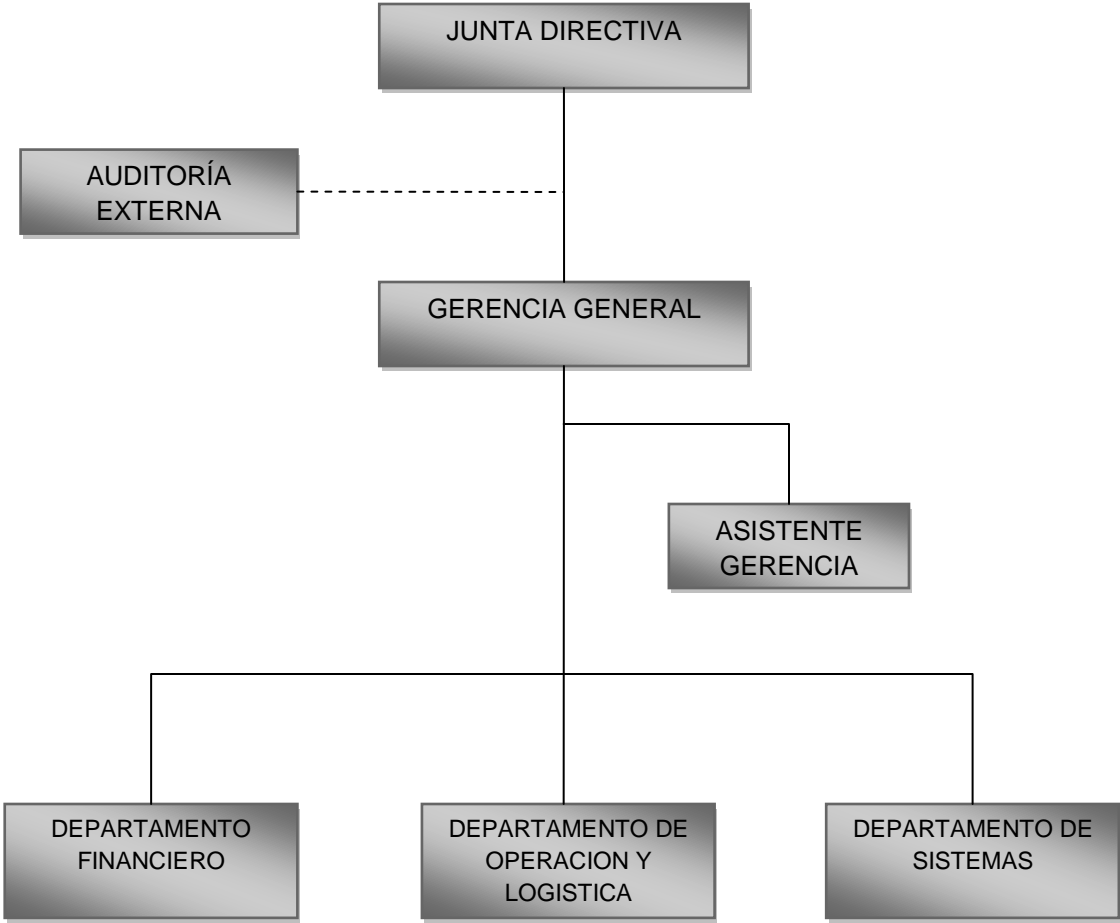 JUNTA DIRECTIVA
AUDITORÍA
EXTERNA
GERENCIA GENERAL
ASISTENTE
GERENCIA
DEPARTAMENTO
FINANCIERO
DEPARTAMENTO DE
OPERACION Y
LOGISTICA
DEPARTAMENTO DE
SISTEMAS